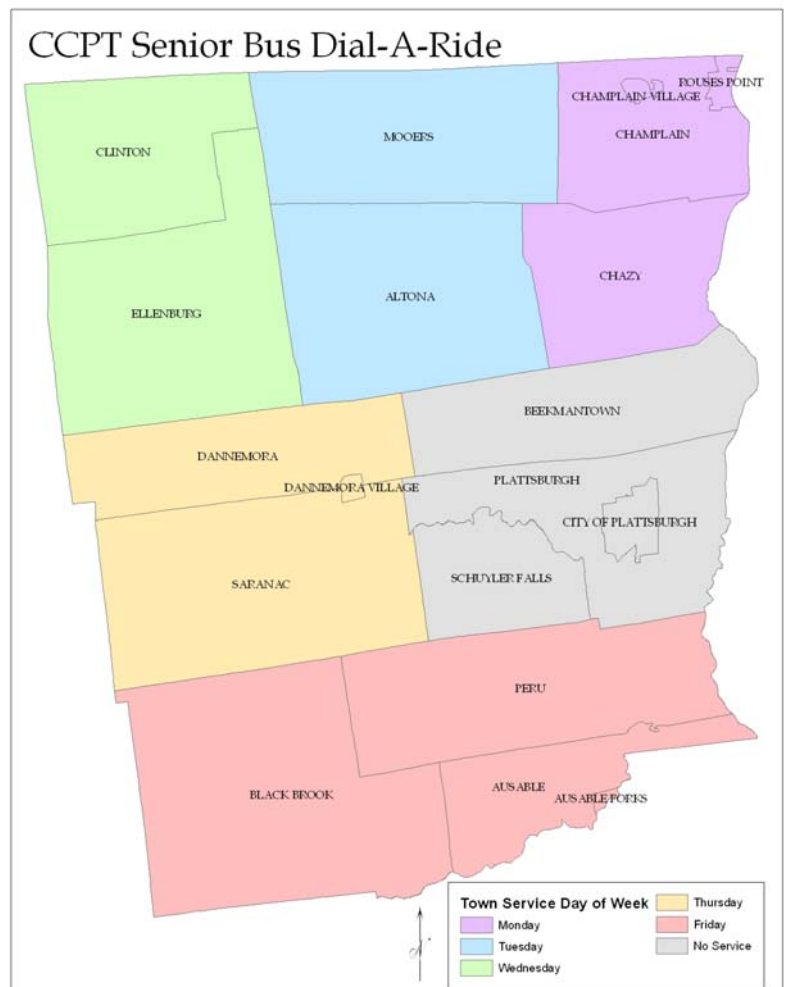 CCPT Senior Bus Dial-A-Ride
ROUSES POINT
CHAMPLAIN VILLAGE
CHAMPLAIN
CLINTON
MOOERS
CHAZY
ALTONA
ELLENBURG
BEEKMANTOWN
DANNEMORA
PLATTSBURGH
DANNEMORA VILLAGE
CITY OF PLATTSBURGH
SCHUYLER FALLS
SARANAC
PERU
AUSABLE
BLACK BROOK
AUSABLE FORKS
Town Service Day of Week
Monday
Tuesday
Wednesday
Thursday
Friday
No Service
N